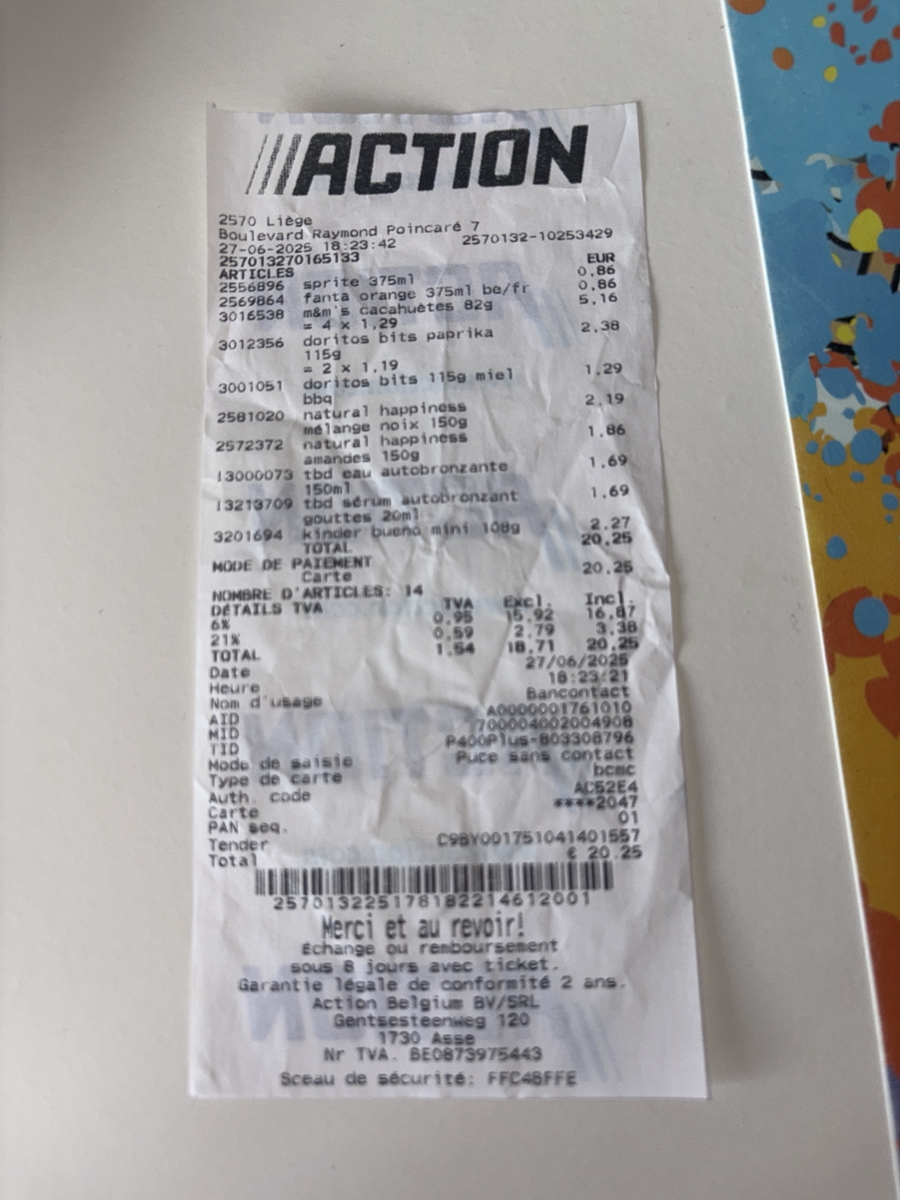 ACTION
2570 Liège
Boulevard Raymond Poincaré 7
27-06-2025 18:23:42 2570132-10253429
257013270165133
ARTICLES EUR
2556896 sprite 375ml 0,86
2569864 fanta orange 375ml be/fr 0,86
3016538 m&m's cacahuètes 82g 5,16
= 4 x 1,29
3012356 doritos bits paprika 2,38
115g
= 2 x 1,19
3001051 doritos bits 115g miel 1,29
bbq
2581020 natural happiness 2,19
mélange noix 150g
2572372 natural happiness 1,86
amandes 150g
13000073 tbd eau autobronzante 1,69
150ml
13213709 tbd sérum autobronzant 1,69
gouttes 20ml
3201694 kinder bueno mini 108g 2,27
TOTAL 20,25
MODE DE PAIEMENT
Carte 20,25
NOMBRE D'ARTICLES: 14
DÉTAILS TVA TVA Excl. Incl.
6% 0,95 15,92 16,87
21% 0,59 2,79 3,38
TOTAL 1,54 18,71 20,25
Date 27/06/2025
Heure 18:23:21
Nom d'usage Bancontact
AID A0000001761010
MID 700004002004908
TID P400Plus-803308796
Mode de saisie Puce sans contact
Type de carte bcmc
Auth. code AC52E4
Carte ****2047
PAN seq. 01
Tender C9BY001751041401557
Total € 20.25
257013225178182214612001
Merci et au revoir!
Échange ou remboursement
sous 8 jours avec ticket.
Garantie légale de conformité 2 ans.
Action Belgium BV/SRL
Gentsesteenweg 120
1730 Asse
Nr TVA. BE0873975443
Sceau de sécurité: FFC48FFE